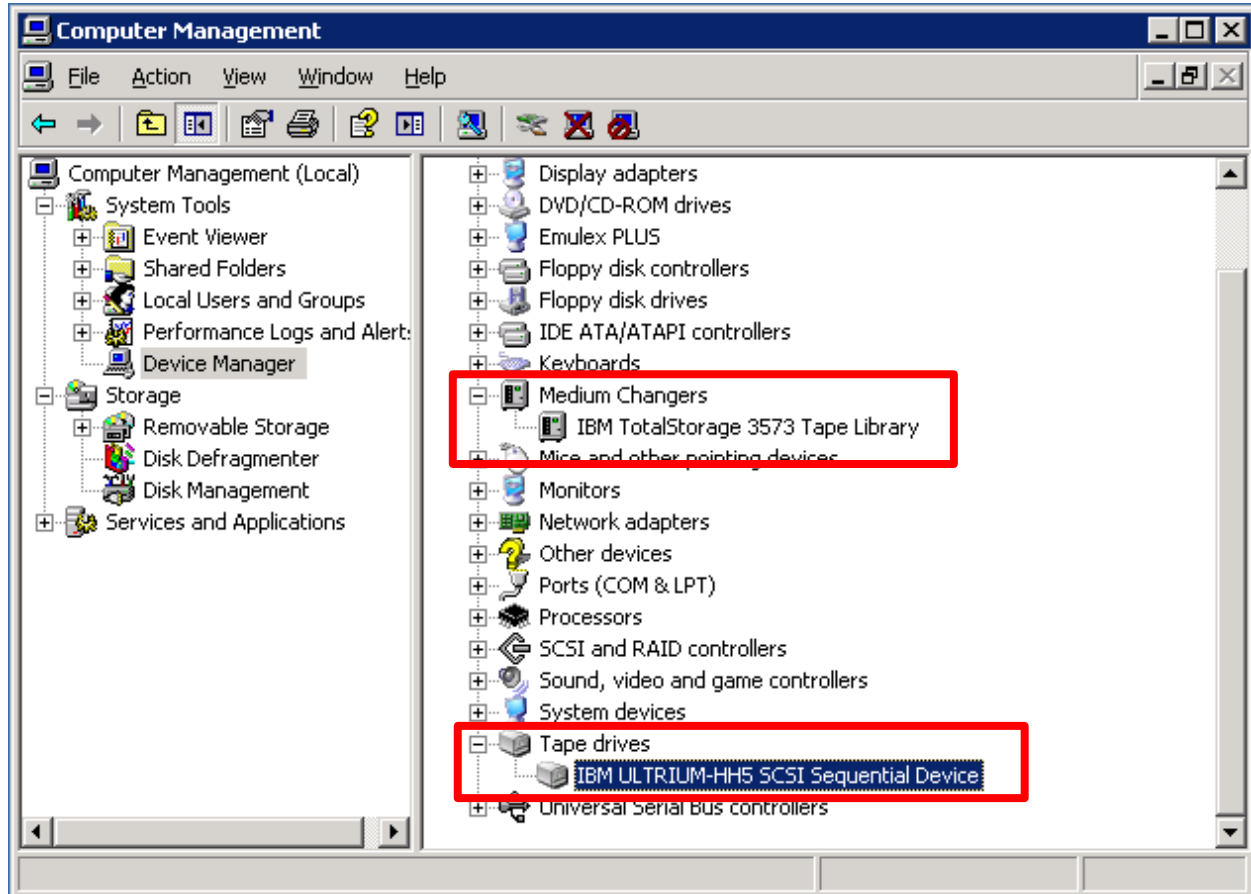 Computer Management
File Action View Window Help
Computer Management (Local)
System Tools
Event Viewer
Shared Folders
Local Users and Groups
Performance Logs and Alert
Device Manager
Storage
Removable Storage
Disk Defragmenter
Disk Management
Services and Applications
Display adapters
DVD/CD-ROM drives
Emulex PLUS
Floppy disk controllers
Floppy disk drives
IDE ATA/ATAPI controllers
Keyboards
Medium Changers
IBM TotalStorage 3573 Tape Library
Mice and other pointing devices
Monitors
Network adapters
Other devices
Ports (COM & LPT)
Processors
SCSI and RAID controllers
Sound, video and game controllers
System devices
Tape drives
IBM ULTRIUM-HH5 SCSI Sequential Device
Universal Serial Bus controllers